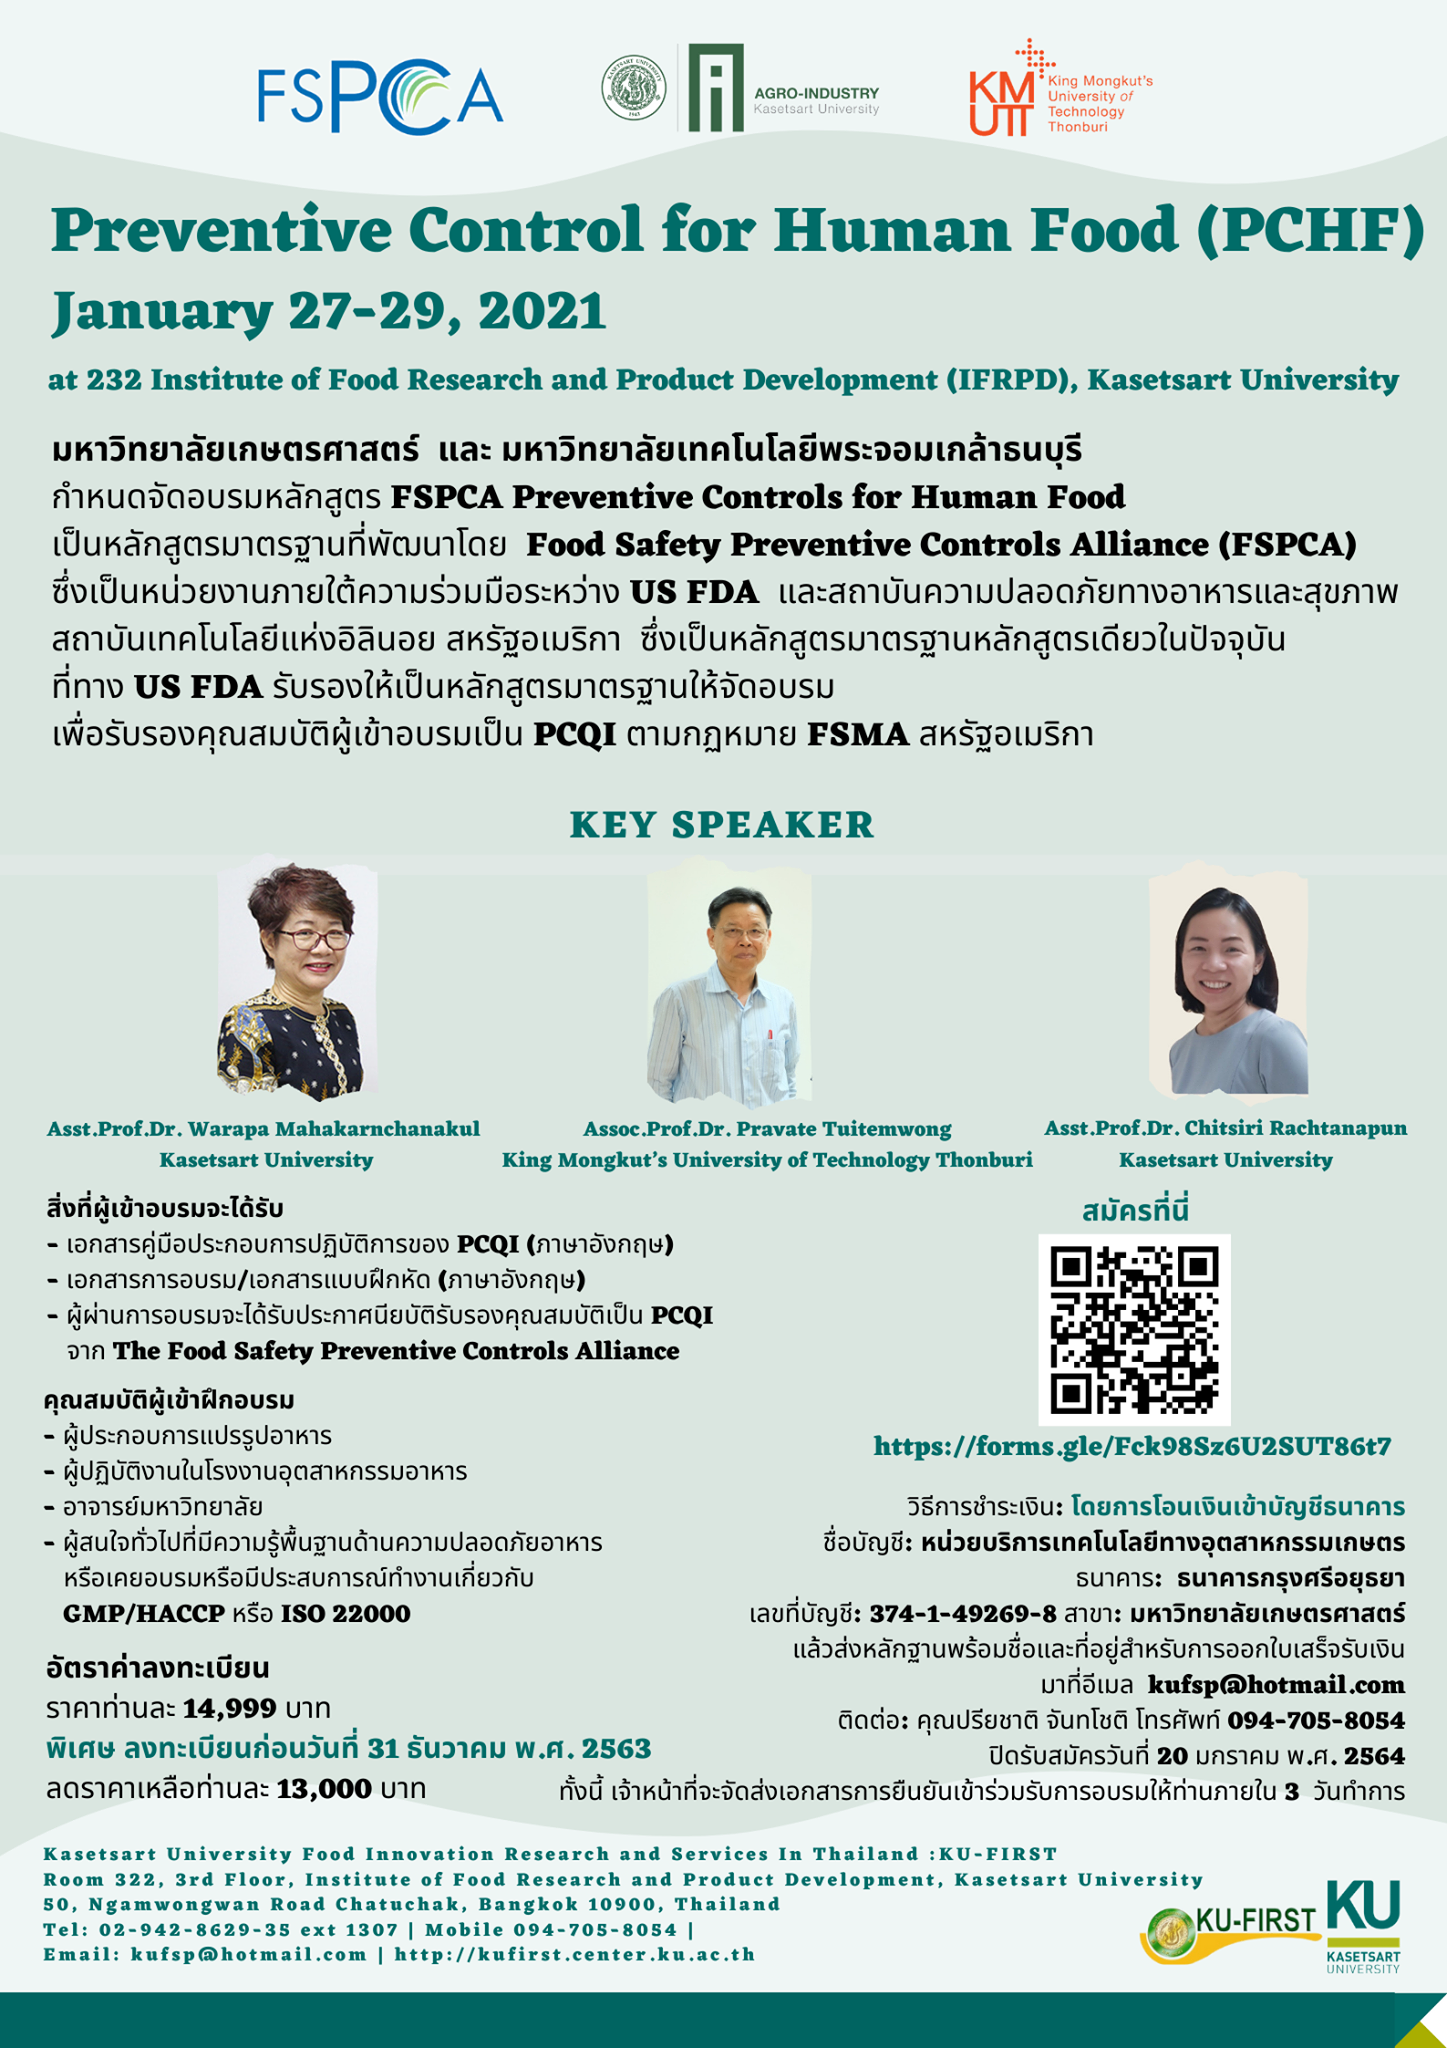 FSPCA
KASETSART UNIVERSITY
1943
AGRO-INDUSTRY
Kasetsart University
KMUTT
King Mongkut's
University of
Technology
Thonburi
Preventive Control for Human Food (PCHF)
January 27-29, 2021
at 232 Institute of Food Research and Product Development (IFRPD), Kasetsart University
มหาวิทยาลัยเกษตรศาสตร์ และ มหาวิทยาลัยเทคโนโลยีพระจอมเกล้าธนบุรี
กำหนดจัดอบรมหลักสูตร FSPCA Preventive Controls for Human Food
เป็นหลักสูตรมาตรฐานที่พัฒนาโดย Food Safety Preventive Controls Alliance (FSPCA)
ซึ่งเป็นหน่วยงานภายใต้ความร่วมมือระหว่าง US FDA และสถาบันความปลอดภัยทางอาหารและสุขภาพ
สถาบันเทคโนโลยีแห่งอิลินอย สหรัฐอเมริกา ซึ่งเป็นหลักสูตรมาตรฐานหลักสูตรเดียวในปัจจุบัน
ที่ทาง US FDA รับรองให้เป็นหลักสูตรมาตรฐานให้จัดอบรม
เพื่อรับรองคุณสมบัติผู้เข้าอบรมเป็น PCQI ตามกฎหมาย FSMA สหรัฐอเมริกา
KEY SPEAKER
Asst.Prof.Dr. Warapa Mahakarnchanakul
Kasetsart University
Assoc.Prof.Dr. Pravate Tuitemwong
King Mongkut's University of Technology Thonburi
Asst.Prof.Dr. Chitsiri Rachtanapun
Kasetsart University
สิ่งที่ผู้เข้าอบรมจะได้รับ
- เอกสารคู่มือประกอบการปฏิบัติการของ PCQI (ภาษาอังกฤษ)
- เอกสารการอบรม/เอกสารแบบฝึกหัด (ภาษาอังกฤษ)
- ผู้ผ่านการอบรมจะได้รับประกาศนียบัติรับรองคุณสมบัติเป็น PCQI
จาก The Food Safety Preventive Controls Alliance
คุณสมบัติผู้เข้าฝึกอบรม
- ผู้ประกอบการแปรรูปอาหาร
- ผู้ปฏิบัติงานในโรงงานอุตสาหกรรมอาหาร
- อาจารย์มหาวิทยาลัย
- ผู้สนใจทั่วไปที่มีความรู้พื้นฐานด้านความปลอดภัยอาหาร
หรือเคยอบรมหรือมีประสบการณ์ทำงานเกี่ยวกับ
GMP/HACCP หรือ ISO 22000
อัตราค่าลงทะเบียน
ราคาท่านละ 14,999 บาท
พิเศษ ลงทะเบียนก่อนวันที่ 31 ธันวาคม พ.ศ. 2563
ลดราคาเหลือท่านละ 13,000 บาท
สมัครที่นี่
https://forms.gle/Fck98Sz6U2SUT86t7
วิธีการชำระเงิน: โดยการโอนเงินเข้าบัญชีธนาคาร
ชื่อบัญชี: หน่วยบริการเทคโนโลยีทางอุตสาหกรรมเกษตร
ธนาคาร: ธนาคารกรุงศรีอยุธยา
เลขที่บัญชี: 374-1-49269-8 สาขา: มหาวิทยาลัยเกษตรศาสตร์
แล้วส่งหลักฐานพร้อมชื่อและที่อยู่สำหรับการออกใบเสร็จรับเงิน
มาที่อีเมล kufsp@hotmail.com
ติดต่อ: คุณปรียชาติ จันทโชติ โทรศัพท์ 094-705-8054
ปิดรับสมัครวันที่ 20 มกราคม พ.ศ. 2564
ทั้งนี้ เจ้าหน้าที่จะจัดส่งเอกสารการยืนยันเข้าร่วมรับการอบรมให้ท่านภายใน 3 วันทำการ
Kasetsart University Food Innovation Research and Services In Thailand :KU-FIRST
Room 322, 3rd Floor, Institute of Food Research and Product Development, Kasetsart University
50, Ngamwongwan Road Chatuchak, Bangkok 10900, Thailand
Tel: 02-942-8629-35 ext 1307 | Mobile 094-705-8054 |
Email: kufsp@hotmail.com | http://kufirst.center.ku.ac.th
KU-FIRST
KU
KASETSART
UNIVERSITY